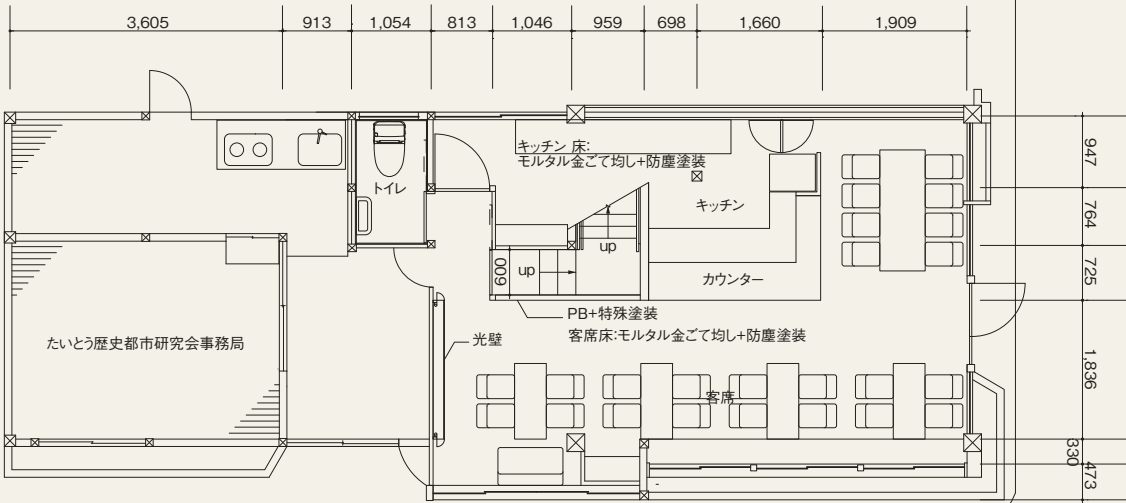 3,605 913 1,054 813 1,046 959 698 1,660 1,909
キッチン 床:
モルタル金ごて均し+防塵塗装
トイレ
キッチン
up
up
600
カウンター
PB+特殊塗装
客席床:モルタル金ごて均し+防塵塗装
光壁
たいとう歴史都市研究会事務局
客席
947
764
725
1,836
330
473